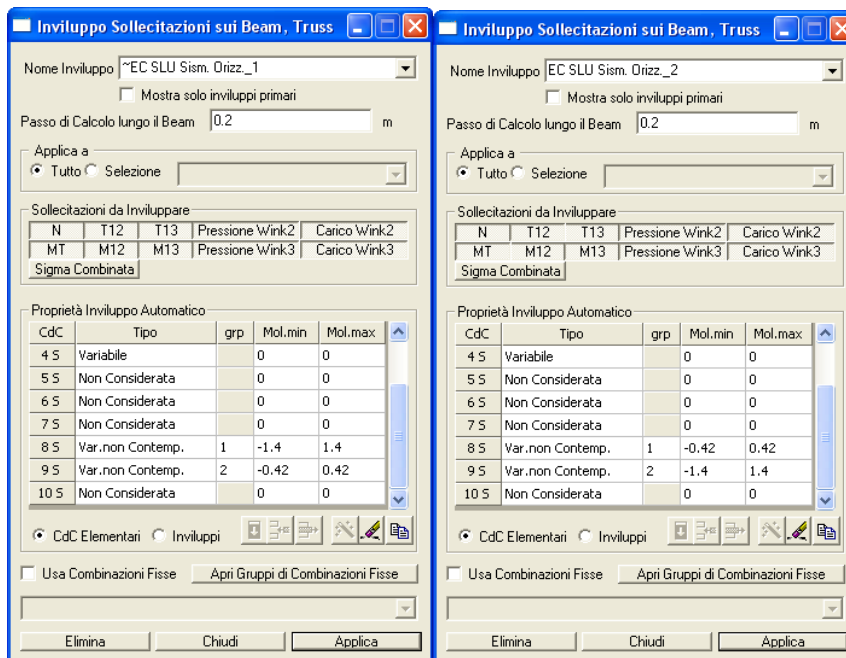 Inviluppo Sollecitazioni sui Beam, Truss
Nome Inviluppo ~EC SLU Sism. Orizz._1
Mostra solo inviluppi primari
Passo di Calcolo lungo il Beam 0.2 m
Applica a
Tutto Selezione
Sollecitazioni da Inviluppare
N T12 T13 Pressione Wink2 Carico Wink2
MT M12 M13 Pressione Wink3 Carico Wink3
Sigma Combinata
Proprietà Inviluppo Automatico
CdC Tipo grp Mol.min Mol.max
4 S Variabile 0 0
5 S Non Considerata 0 0
6 S Non Considerata 0 0
7 S Non Considerata 0 0
8 S Var.non Contemp. 1 -1.4 1.4
9 S Var.non Contemp. 2 -0.42 0.42
10 S Non Considerata 0 0
CdC Elementari Inviluppi
Usa Combinazioni Fisse Apri Gruppi di Combinazioni Fisse
Elimina Chiudi Applica
Inviluppo Sollecitazioni sui Beam, Truss
Nome Inviluppo EC SLU Sism. Orizz._2
Mostra solo inviluppi primari
Passo di Calcolo lungo il Beam 0.2 m
Applica a
Tutto Selezione
Sollecitazioni da Inviluppare
N T12 T13 Pressione Wink2 Carico Wink2
MT M12 M13 Pressione Wink3 Carico Wink3
Sigma Combinata
Proprietà Inviluppo Automatico
CdC Tipo grp Mol.min Mol.max
4 S Variabile 0 0
5 S Non Considerata 0 0
6 S Non Considerata 0 0
7 S Non Considerata 0 0
8 S Var.non Contemp. 1 -0.42 0.42
9 S Var.non Contemp. 2 -1.4 1.4
10 S Non Considerata 0 0
CdC Elementari Inviluppi
Usa Combinazioni Fisse Apri Gruppi di Combinazioni Fisse
Elimina Chiudi Applica